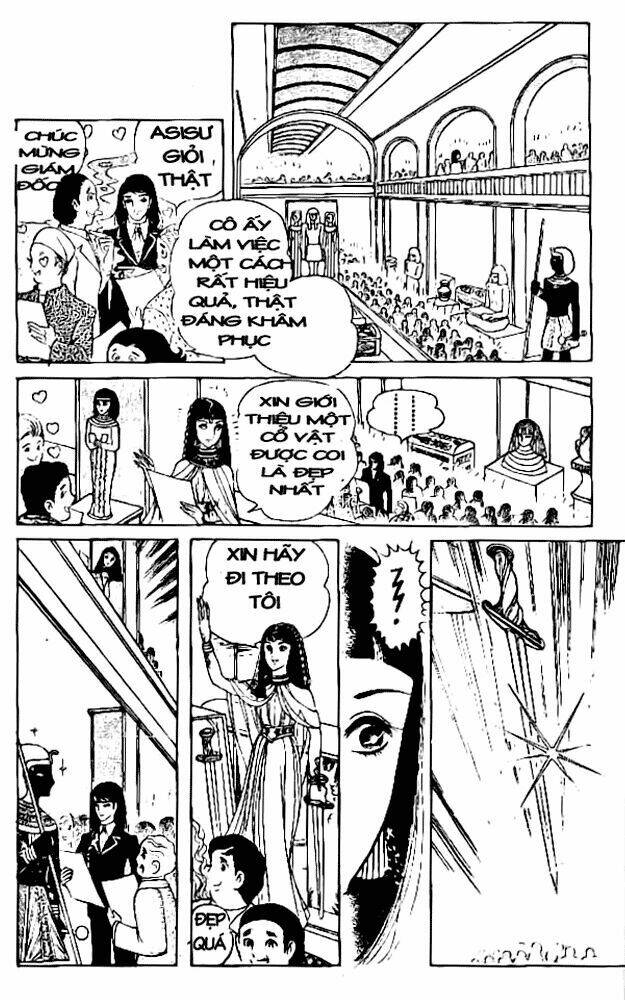 CHÚC
MỪNG
GIÁM
ĐỐC
ASISƯ
GIỎI
THẬT
CÔ ẤY
LÀM VIỆC
MỘT CÁCH
RẤT HIỆU
QUẢ, THẬT
ĐÁNG KHÂM
PHỤC
XIN GIỚI
THIỆU MỘT
CỔ VẬT
ĐƯỢC COI
LÀ ĐẸP
NHẤT
XIN HÃY
ĐI THEO
TÔI
ĐẸP
QUÁ